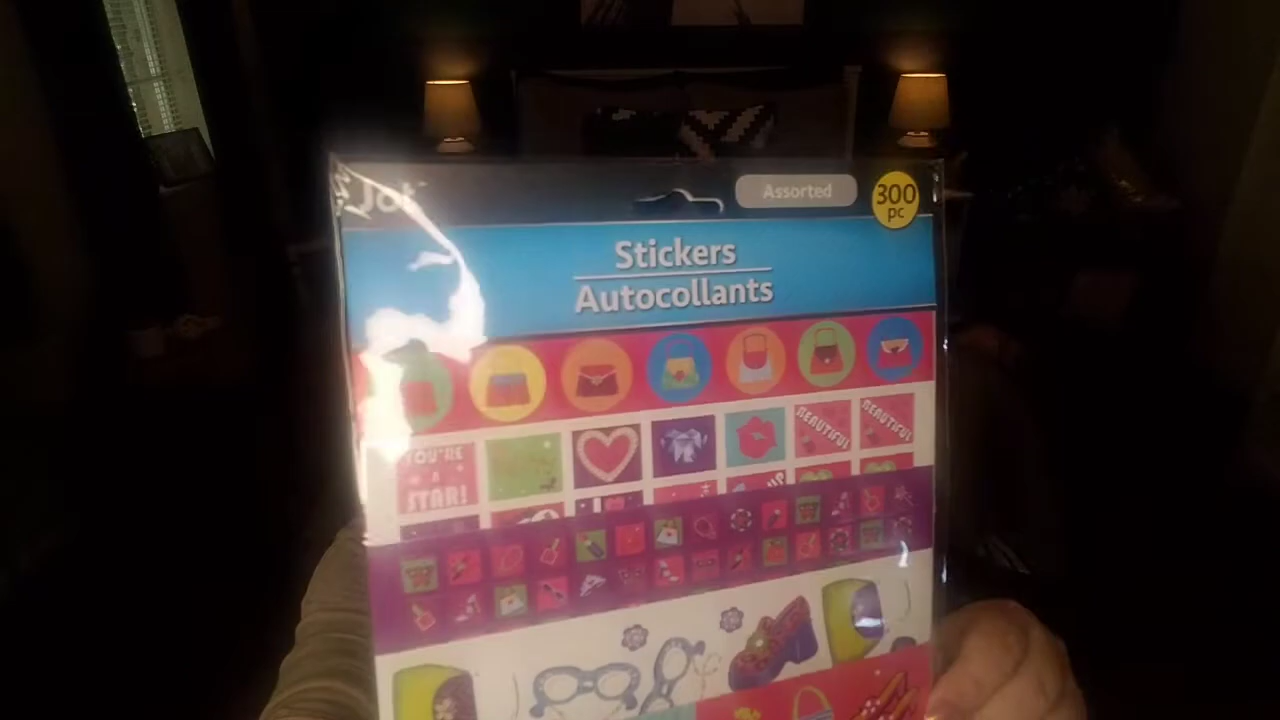 Jot
Assorted
300
pc
Stickers
Autocollants
BEAUTIFUL
BEAUTIFUL
YOU'RE
A
STAR!